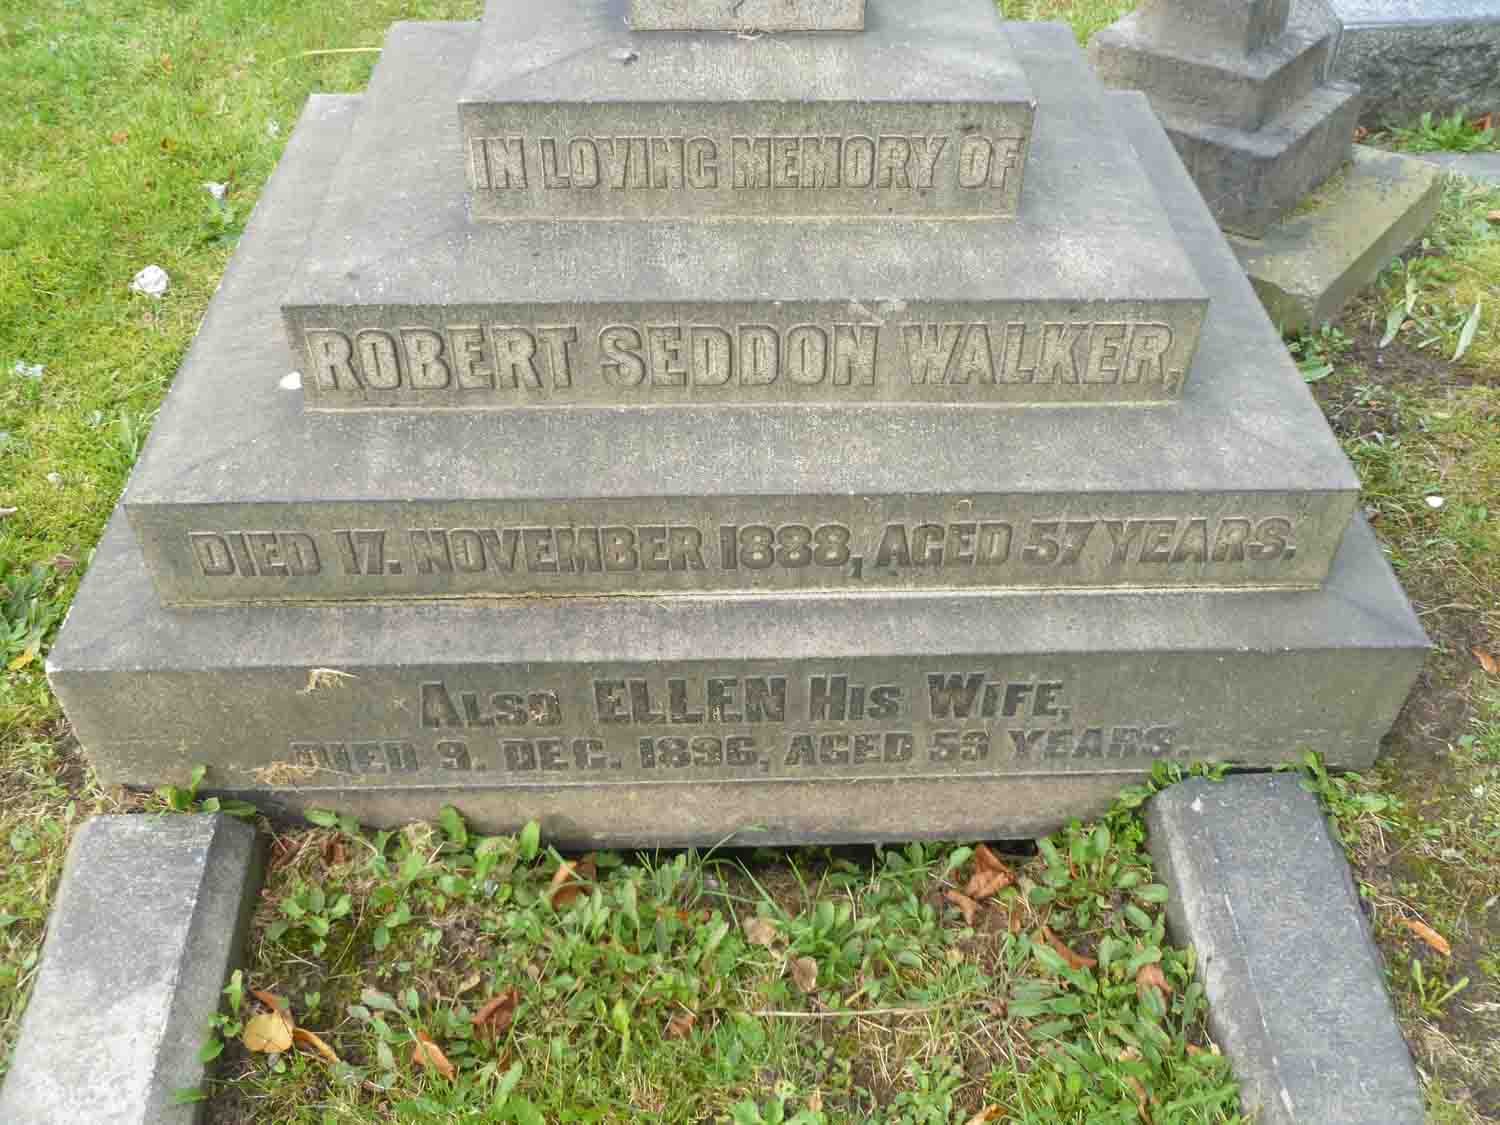 IN LOVING MEMORY OF
ROBERT SEDDON WALKER,
DIED 17. NOVEMBER 1888, AGED 57 YEARS.
ALSO ELLEN HIS WIFE,
DIED 9. DEC. 1896, AGED 53 YEARS.